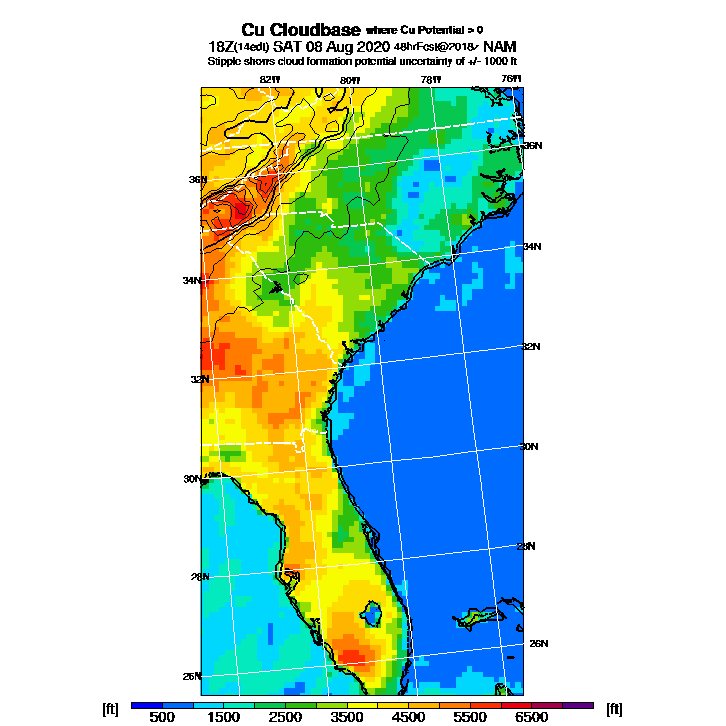 Cu Cloudbase where Cu Potential > 0
18Z(14edt) SAT 08 Aug 2020 48hrFcst@2018z NAM
Stipple shows cloud formation potential uncertainty of +/- 1000 ft
82W 80W 78W 76W
36N
36N
34N
34N
32N
32N
30N
30N
28N
28N
26N
26N
[ft] 500 1500 2500 3500 4500 5500 6500 [ft]